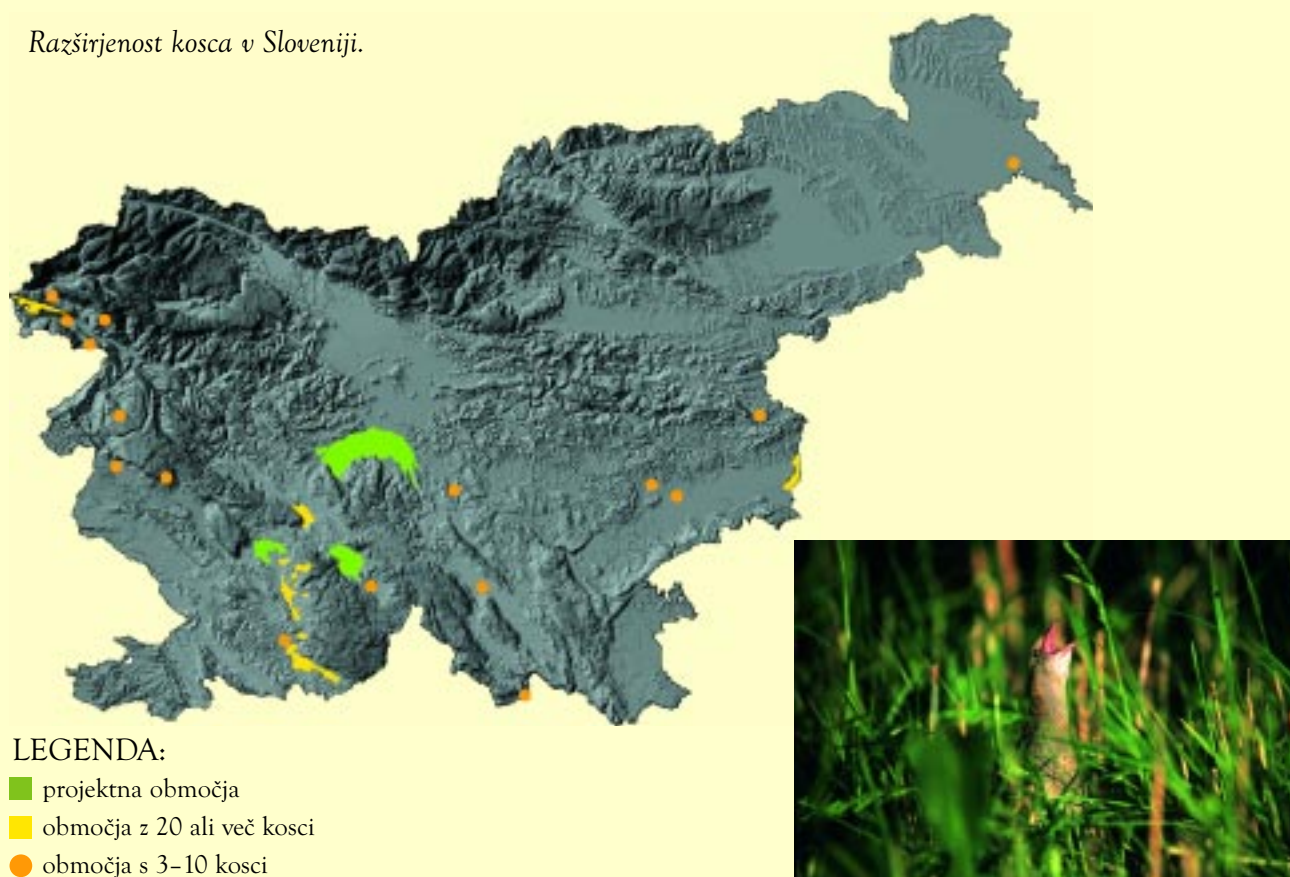 Razširjenost kosca v Sloveniji.
LEGENDA:
projektna območja
območja z 20 ali več kosci
območja s 3–10 kosci